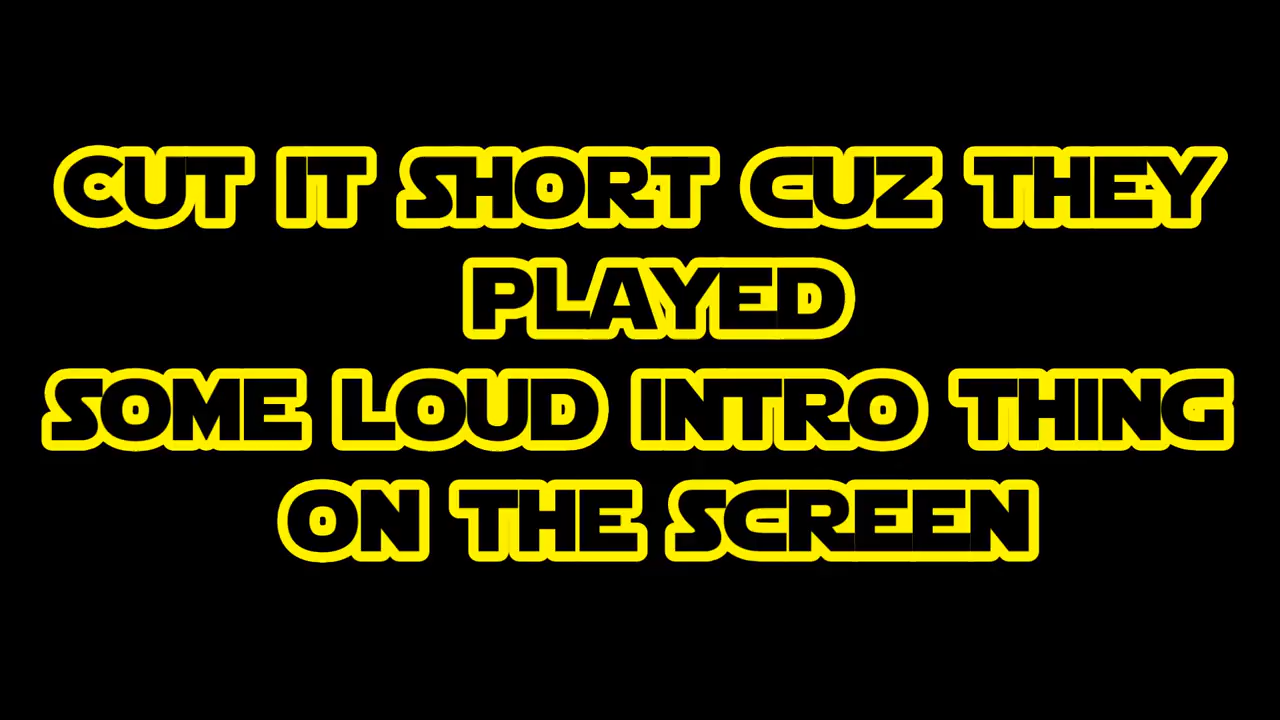 CUT IT SHORT CUZ THEY
PLAYED
SOME LOUD INTRO THING
ON THE SCREEN